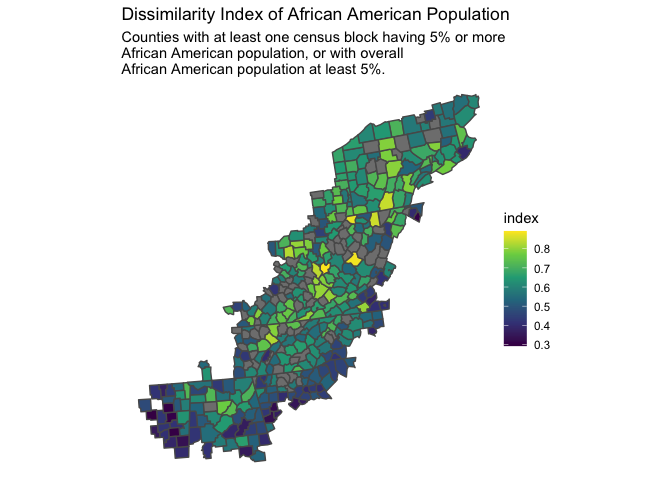 Dissimilarity Index of African American Population
Counties with at least one census block having 5% or more
African American population, or with overall
African American population at least 5%.
index
0.8
0.7
0.6
0.5
0.4
0.3